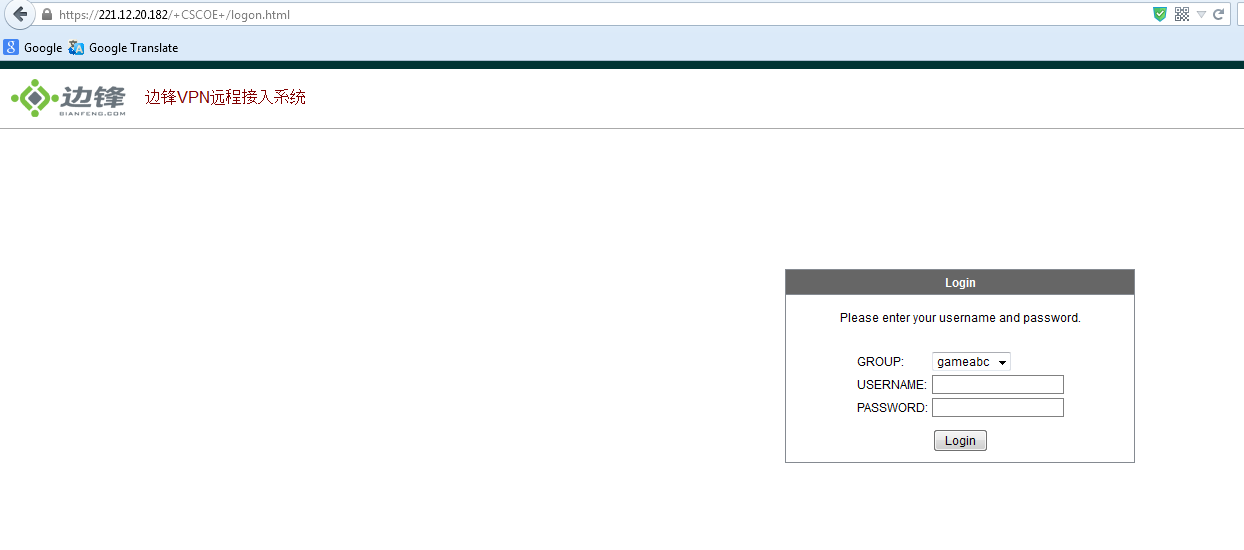 https://221.12.20.182/+CSCOE+/logon.html
Google Google Translate
边锋
BIANFENG.COM
边锋VPN远程接入系统
Login
Please enter your username and password.
GROUP: gameabc
USERNAME:
PASSWORD:
Login